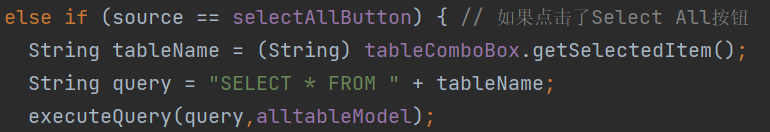 else if (source == selectAllButton) { // 如果点击了Select All按钮
String tableName = (String) tableComboBox.getSelectedItem();
String query = "SELECT * FROM " + tableName;
executeQuery(query,alltableModel);